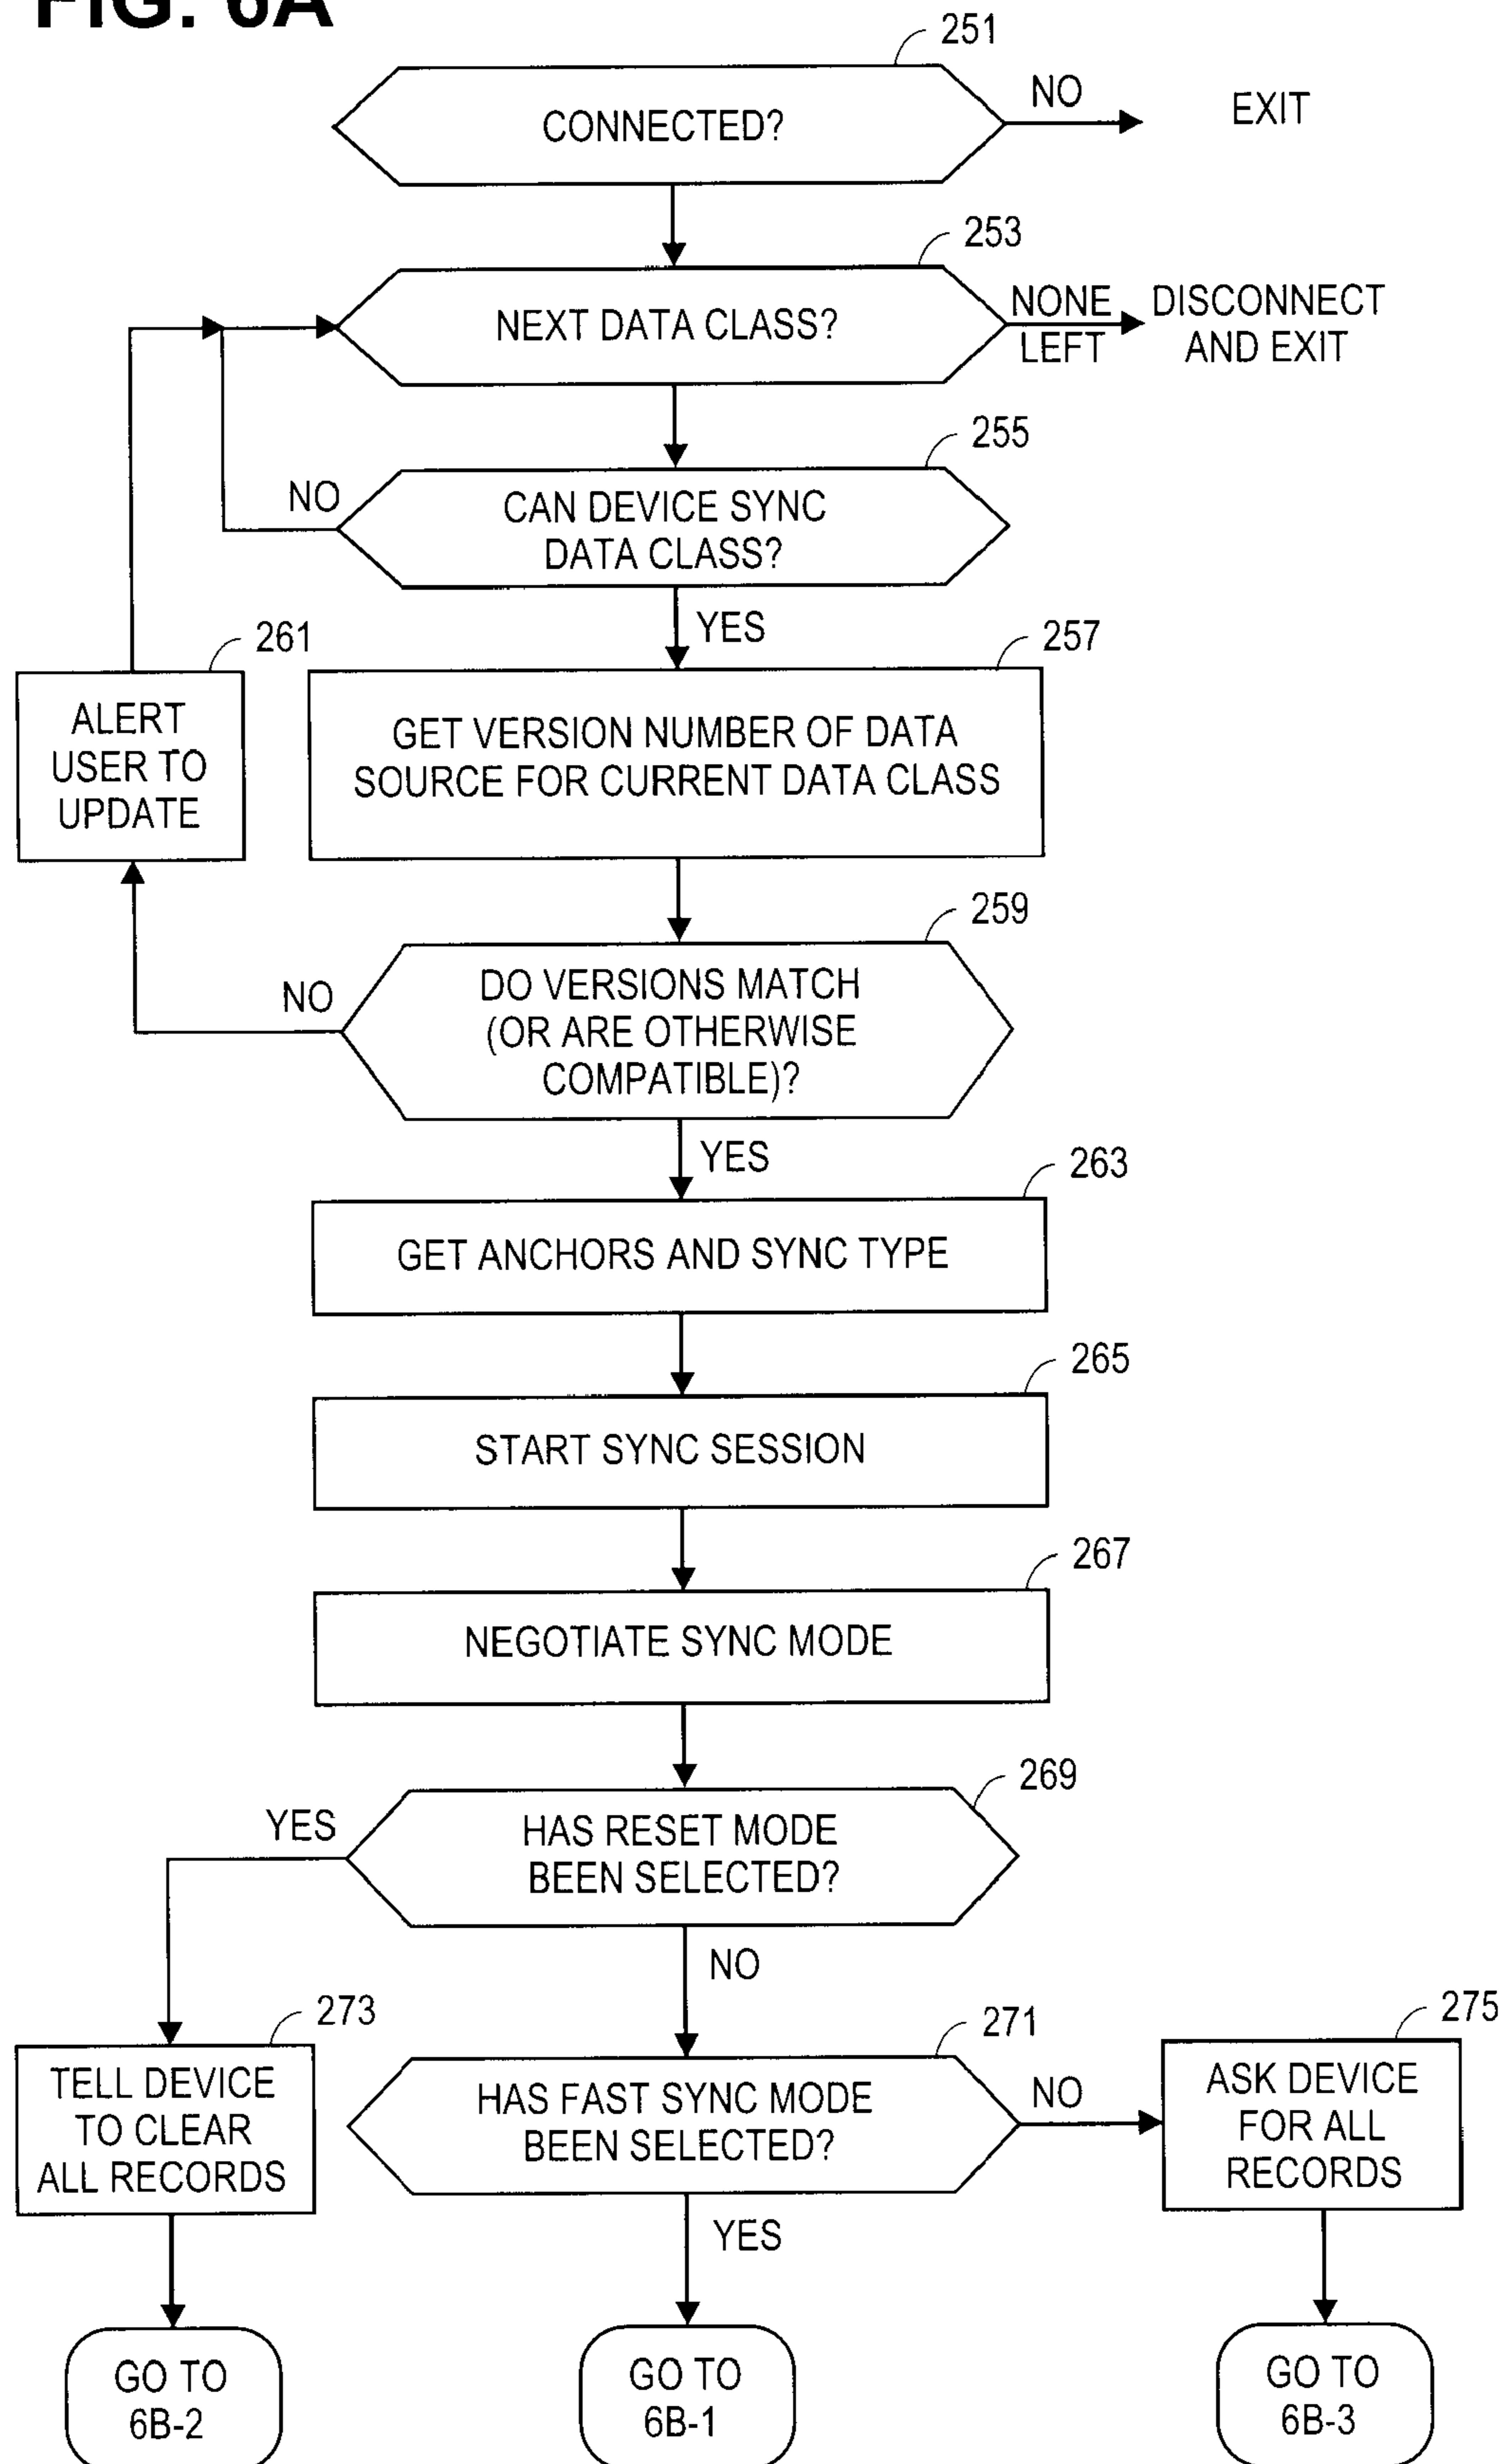 FIG. 6A
251
CONNECTED?
NO
EXIT
253
NEXT DATA CLASS?
NONE
LEFT
DISCONNECT
AND EXIT
255
NO
CAN DEVICE SYNC
DATA CLASS?
YES
261
257
ALERT
USER TO
UPDATE
GET VERSION NUMBER OF DATA
SOURCE FOR CURRENT DATA CLASS
259
NO
DO VERSIONS MATCH
(OR ARE OTHERWISE
COMPATIBLE)?
YES
263
GET ANCHORS AND SYNC TYPE
265
START SYNC SESSION
267
NEGOTIATE SYNC MODE
269
YES
HAS RESET MODE
BEEN SELECTED?
NO
273
271
275
TELL DEVICE
TO CLEAR
ALL RECORDS
HAS FAST SYNC MODE
BEEN SELECTED?
NO
ASK DEVICE
FOR ALL
RECORDS
YES
GO TO
6B-2
GO TO
6B-1
GO TO
6B-3